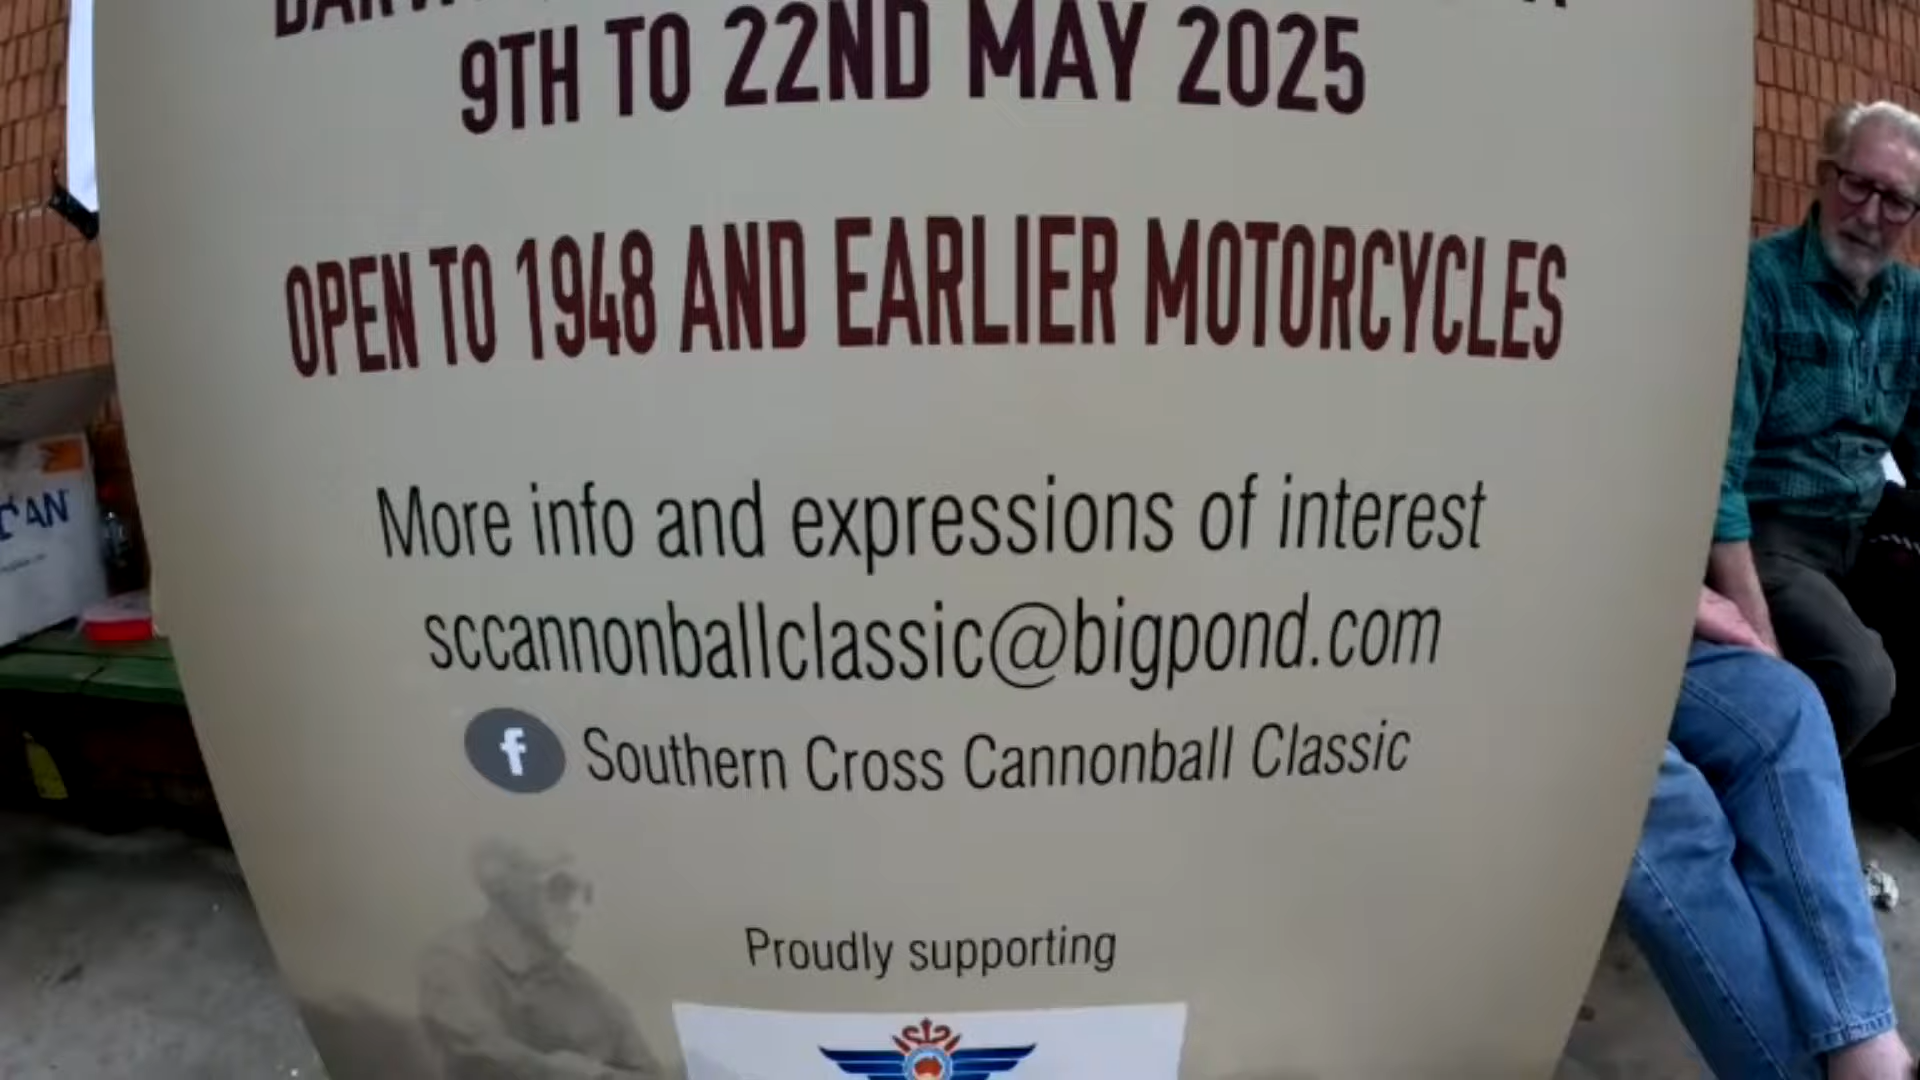 9TH TO 22ND MAY 2025
OPEN TO 1948 AND EARLIER MOTORCYCLES
More info and expressions of interest
sccannonballclassic@bigpond.com
f Southern Cross Cannonball Classic
Proudly supporting